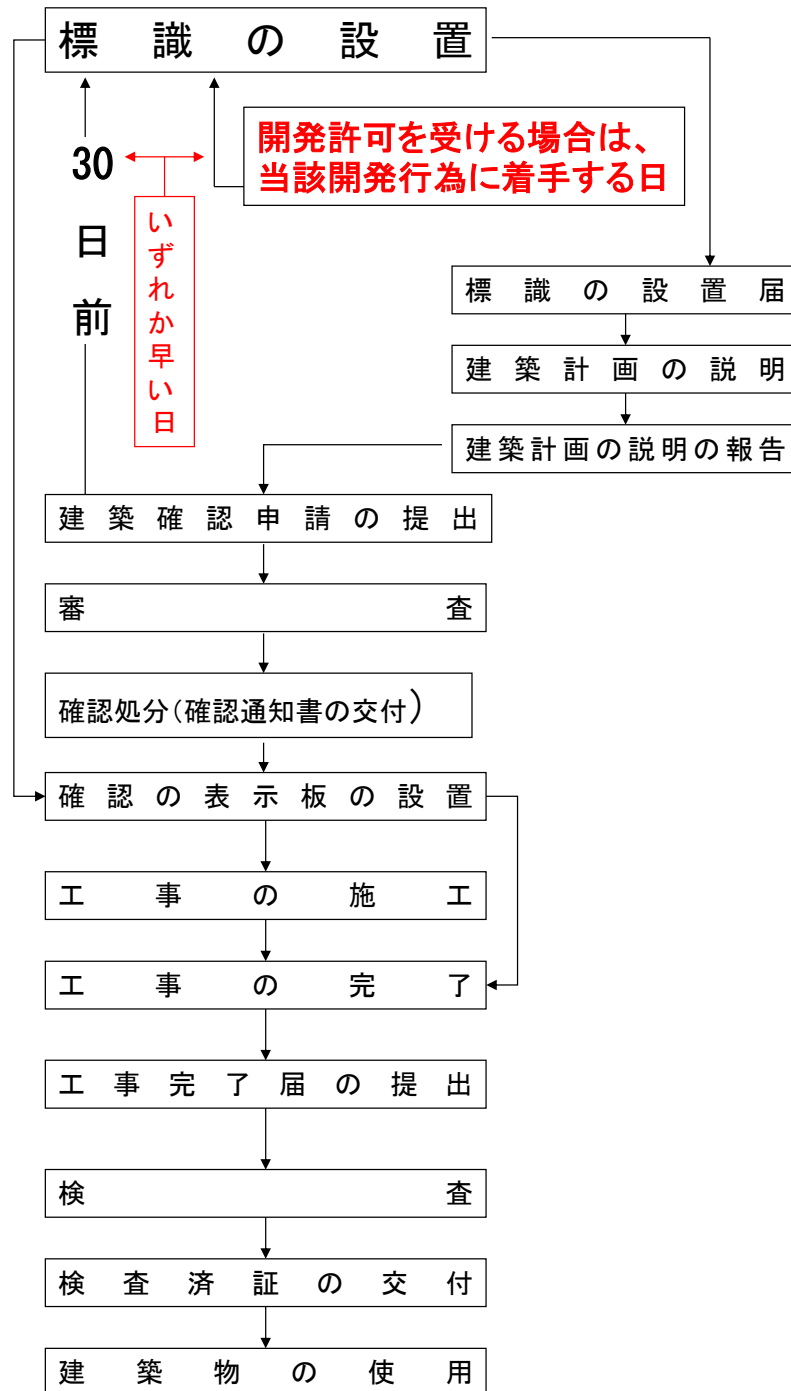 標識の設置
開発許可を受ける場合は、
当該開発行為に着手する日
30日前
いずれか早い日
標識の設置届
建築計画の説明
建築計画の説明の報告
建築確認申請の提出
審査
確認処分(確認通知書の交付)
確認の表示板の設置
工事の施工
工事の完了
工事完了届の提出
検査
検査済証の交付
建築物の使用